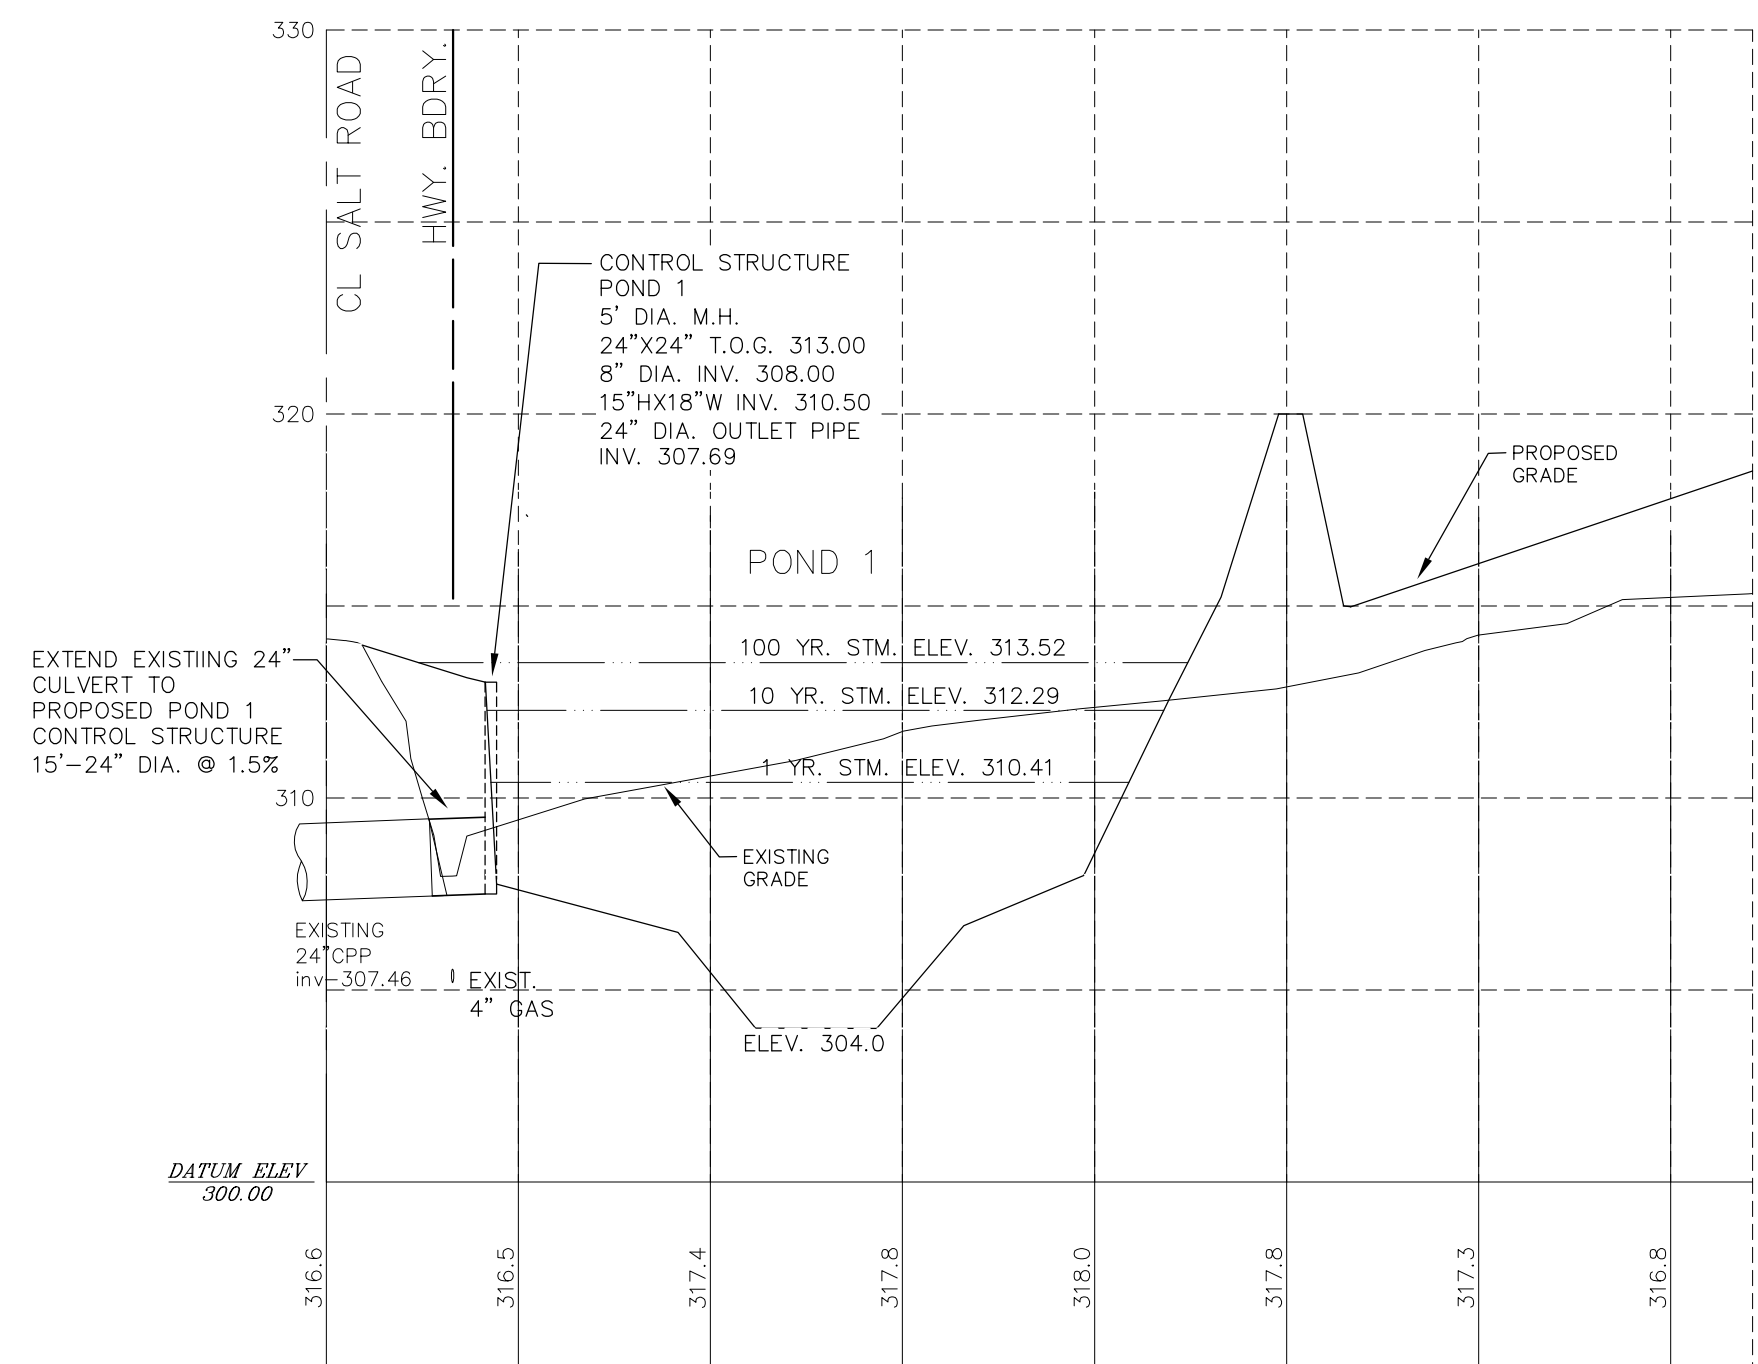 330
CL SALT ROAD
HWY. BDRY.
CONTROL STRUCTURE
POND 1
5' DIA. M.H.
24"X24" T.O.G. 313.00
8" DIA. INV. 308.00
15"HX18"W INV. 310.50
24" DIA. OUTLET PIPE
INV. 307.69
320
PROPOSED
GRADE
POND 1
100 YR. STM. ELEV. 313.52
EXTEND EXISTIING 24"
CULVERT TO
PROPOSED POND 1
CONTROL STRUCTURE
15'-24" DIA. @ 1.5%
10 YR. STM. ELEV. 312.29
1 YR. STM. ELEV. 310.41
310
EXISTING
GRADE
EXISTING
24"CPP
inv-307.46
EXIST.
4" GAS
ELEV. 304.0
DATUM ELEV
300.00
316.6
316.5
317.4
317.8
318.0
317.8
317.3
316.8